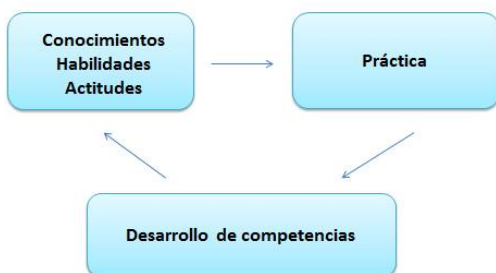 Conocimientos
Habilidades
Actitudes
Práctica
Desarrollo de competencias